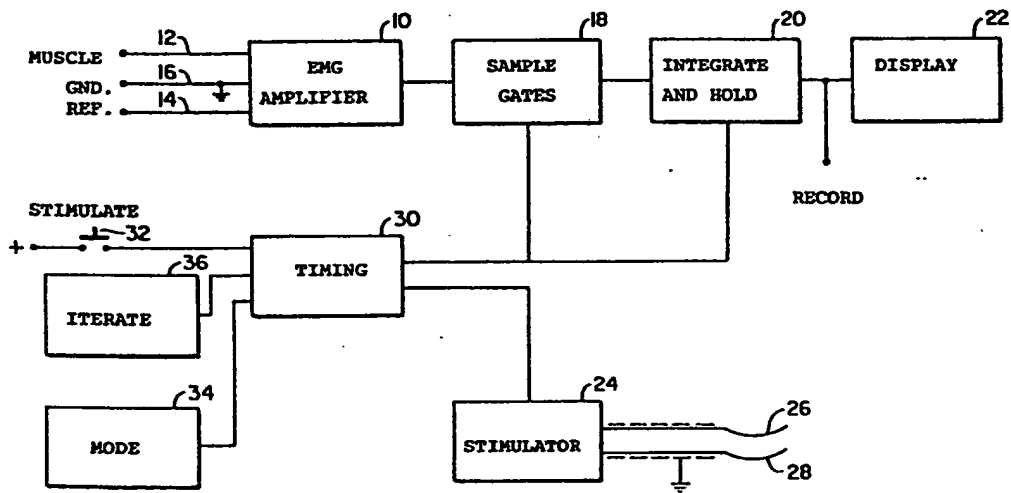 10
18
20
22
MUSCLE
12
GND.
16
REF.
14
EMG
AMPLIFIER
SAMPLE
GATES
INTEGRATE
AND HOLD
DISPLAY
RECORD
STIMULATE
+
32
30
TIMING
36
ITERATE
34
MODE
24
STIMULATOR
26
28